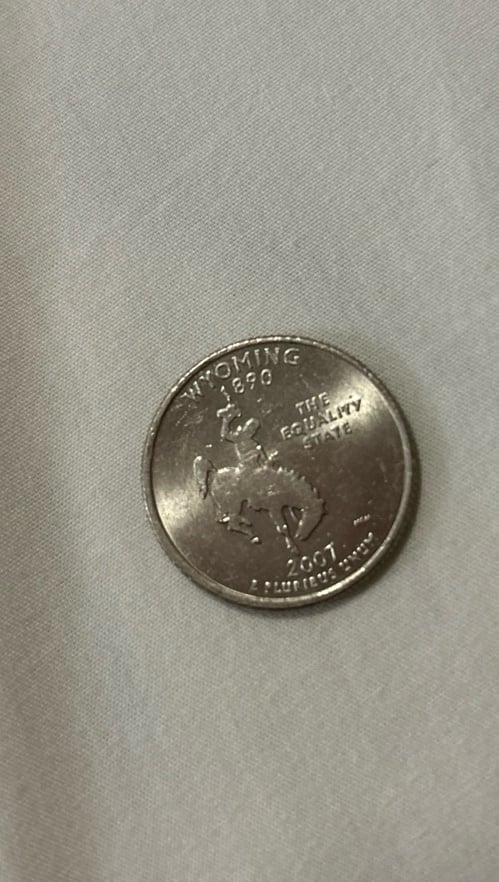 WYOMING
1890
THE
EQUALITY
STATE
2007
E PLURIBUS UNUM